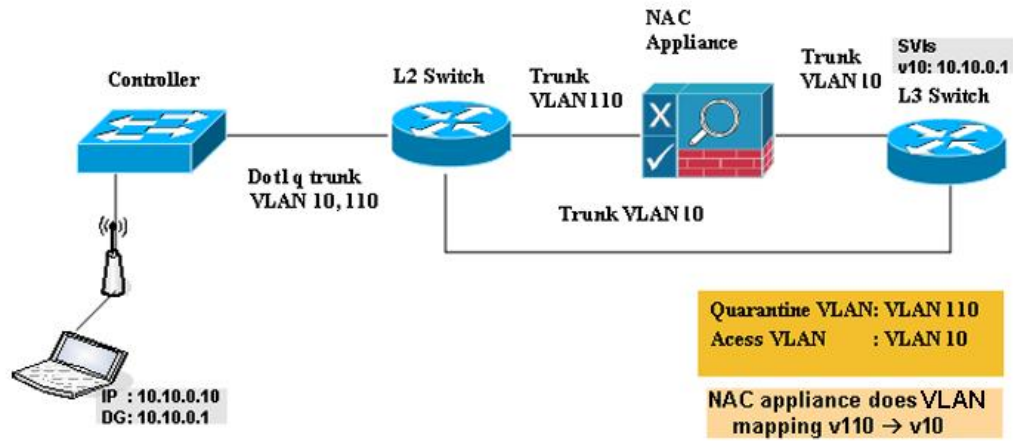 NAC
Appliance
SVIs
v10: 10.10.0.1
L3 Switch
Controller
L2 Switch
Trunk
VLAN 110
Trunk
VLAN 10
Dot1q trunk
VLAN 10, 110
Trunk VLAN 10
IP : 10.10.0.10
DG: 10.10.0.1
Quarantine VLAN: VLAN 110
Acess VLAN : VLAN 10
NAC appliance does VLAN
mapping v110 → v10